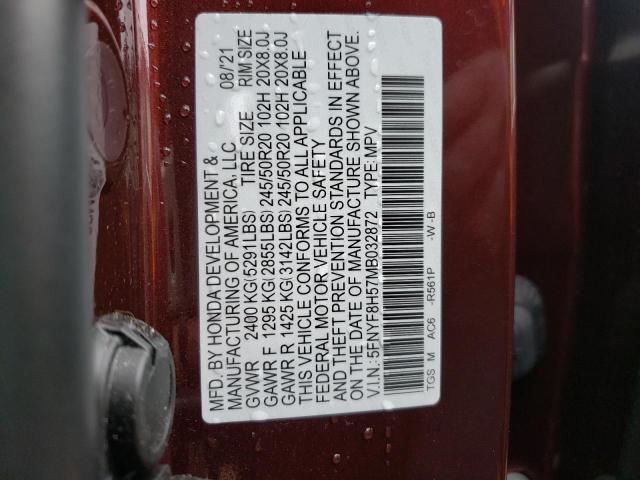 MFD. BY HONDA DEVELOPMENT &
MANUFACTURING OF AMERICA, LLC 08/21
GVWR 2400 KG(5291LBS) TIRE SIZE RIM SIZE
GAWR F 1295 KG(2855LBS) 245/50R20 102H 20X8.0J
GAWR R 1425 KG(3142LBS) 245/50R20 102H 20X8.0J
THIS VEHICLE CONFORMS TO ALL APPLICABLE
FEDERAL MOTOR VEHICLE SAFETY
AND THEFT PREVENTION STANDARDS IN EFFECT
ON THE DATE OF MANUFACTURE SHOWN ABOVE.
V.I.N.: 5FNYF8H57MB032872 TYPE: MPV
TGS M AC6 -R561P -W-B